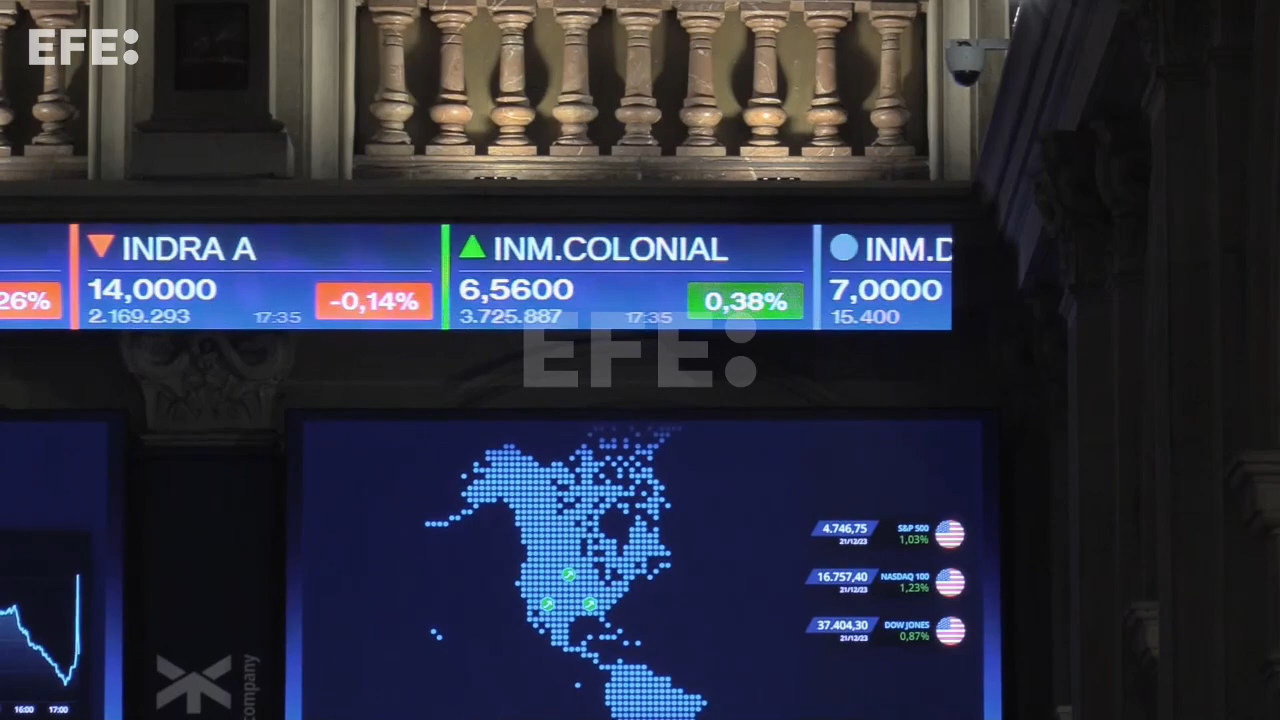 EFE:
INDRA A
INM.COLONIAL
INM.D
26%
14,0000
-0,14%
6,5600
0,38%
7,0000
2.169.293
17:35
3.725.887
17:35
15.400
EFE:
4.746,75
S&P 500
21/12/23
1,03%
16.757,40
NASDAQ 100
21/12/23
1,23%
37.404,30
DOW JONES
21/12/23
0,87%
company
16:00
17:00